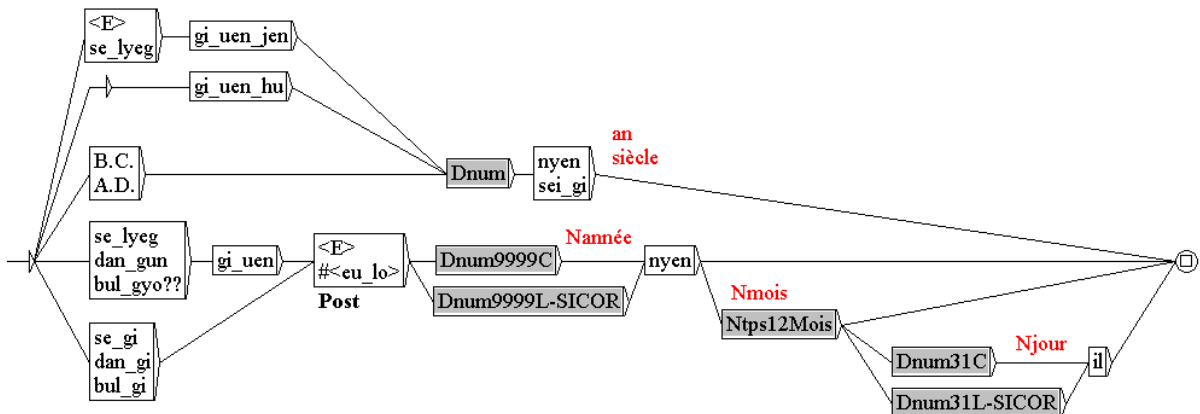 <E>
se_lyeg
gi_uen_jen
gi_uen_hu
B.C.
A.D.
Dnum
nyen
sei_gi
an
siècle
se_lyeg
dan_gun
bul_gyo??
gi_uen
<E>
#<eu_lo>
Post
Dnum9999C
Nannée
nyen
Dnum9999L-SICOR
Nmois
Ntps12Mois
se_gi
dan_gi
bul_gi
Dnum31C
Njour
il
Dnum31L-SICOR